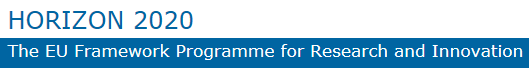 HORIZON 2020
The EU Framework Programme for Research and Innovation